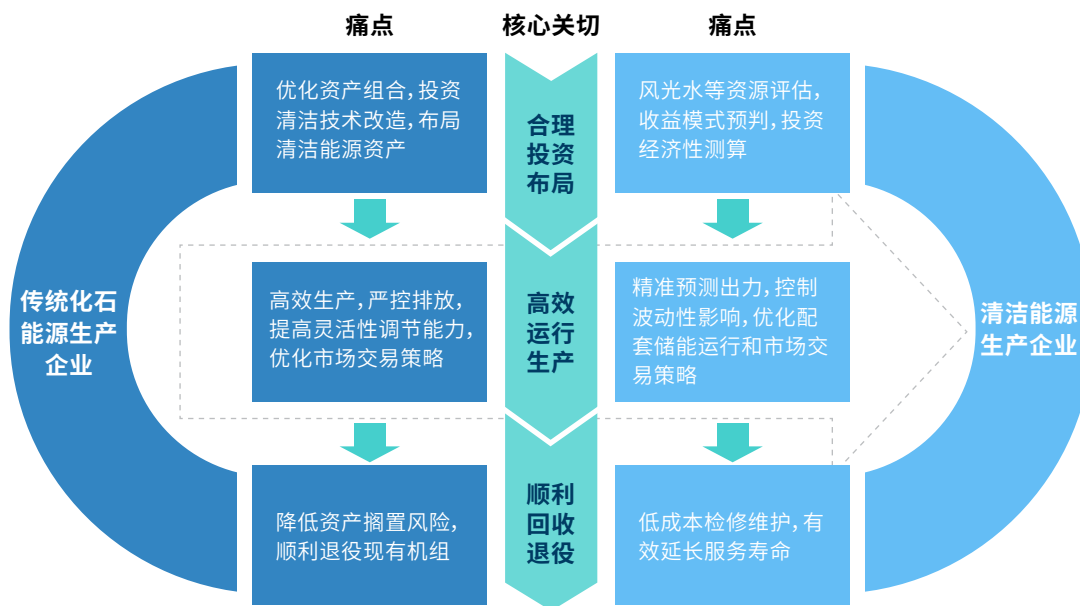 痛点
核心关切
痛点
传统化石
能源生产
企业
优化资产组合，投资
清洁技术改造，布局
清洁能源资产
合理
投资
布局
风光水等资源评估，
收益模式预判，投资
经济性测算
高效生产，严控排放，
提高灵活性调节能力，
优化市场交易策略
高效
运行
生产
精准预测出力，控制
波动性影响，优化配
套储能运行和市场交
易策略
降低资产搁置风险，
顺利退役现有机组
顺利
回收
退役
低成本检修维护，有
效延长服务寿命
清洁能源
生产企业